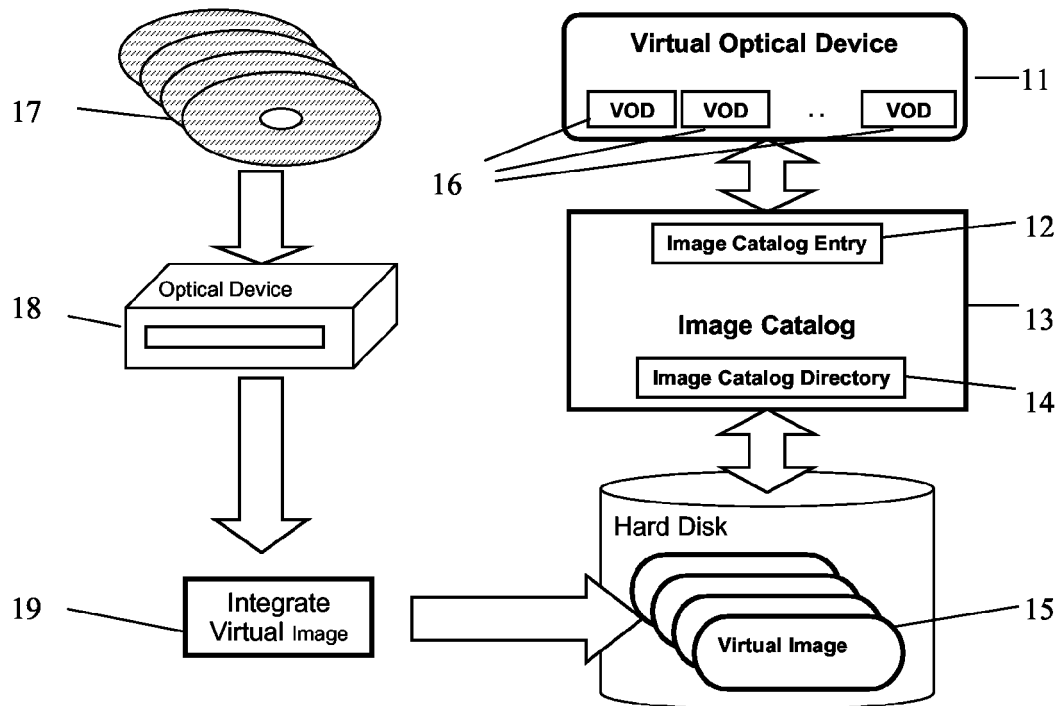 Virtual Optical Device
11
VOD VOD .. VOD
17
16
Image Catalog Entry
12
Optical Device
18
Image Catalog
13
Image Catalog Directory
14
Hard Disk
19
Integrate
Virtual Image
Virtual Image
15